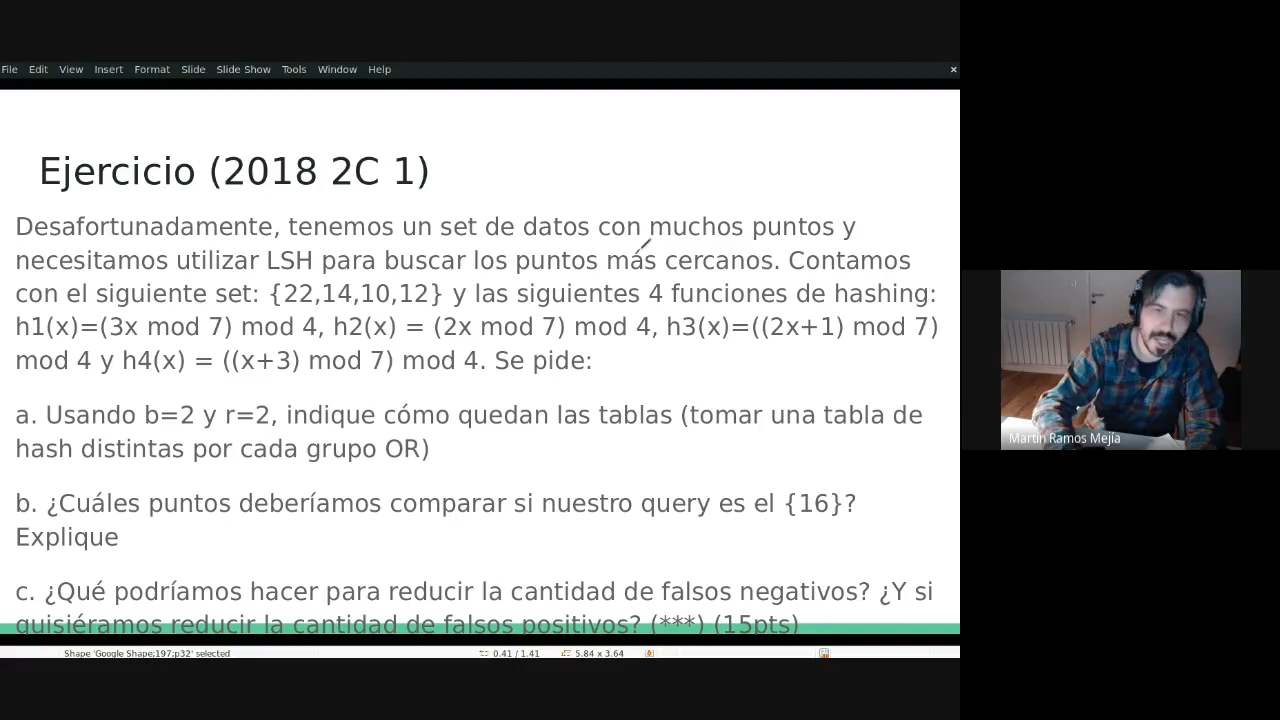 File Edit View Insert Format Slide Slide Show Tools Window Help ×
Ejercicio (2018 2C 1)
Desafortunadamente, tenemos un set de datos con muchos puntos y
necesitamos utilizar LSH para buscar los puntos más cercanos. Contamos
con el siguiente set: {22,14,10,12} y las siguientes 4 funciones de hashing:
h1(x)=(3x mod 7) mod 4, h2(x) = (2x mod 7) mod 4, h3(x)=((2x+1) mod 7)
mod 4 y h4(x) = ((x+3) mod 7) mod 4. Se pide:
a. Usando b=2 y r=2, indique cómo quedan las tablas (tomar una tabla de
hash distintas por cada grupo OR)
b. ¿Cuáles puntos deberíamos comparar si nuestro query es el {16}?
Explique
c. ¿Qué podríamos hacer para reducir la cantidad de falsos negativos? ¿Y si
quisiéramos reducir la cantidad de falsos positivos? (***) (15pts)
Shape 'Google Shape;197;p32' selected 0.41 / 1.41 5.84 x 3.64
Martin Ramos Mejia